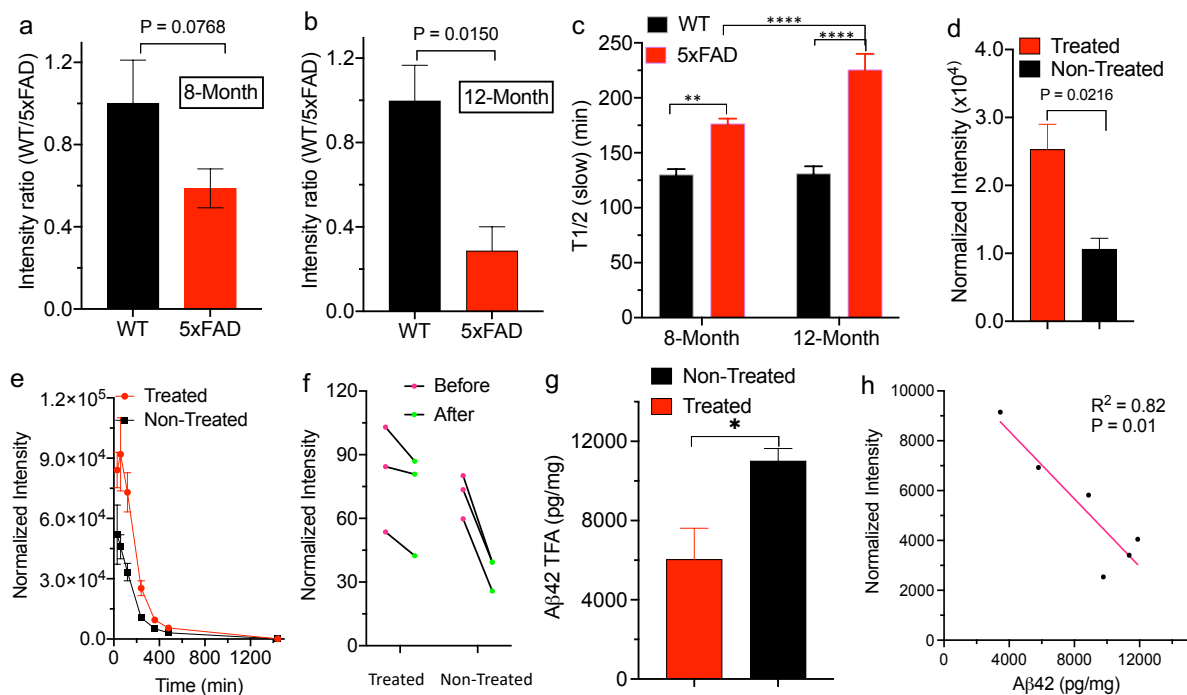 a
P = 0.0768
8-Month
Intensity ratio (WT/5xFAD)
1.2
0.8
0.4
0.0
WT
5xFAD
b
P = 0.0150
12-Month
Intensity ratio (WT/5xFAD)
1.2
0.8
0.4
0.0
WT
5xFAD
c
WT
5xFAD
****
****
**
T1/2 (slow) (min)
250
200
150
100
50
0
8-Month
12-Month
d
Treated
Non-Treated
P = 0.0216
Normalized Intensity (x10⁴)
4.0
3.0
2.0
1.0
0.0
e
Treated
Non-Treated
Normalized Intensity
1.2×10⁵
9.0×10⁴
6.0×10⁴
3.0×10⁴
0.0
0
400
800
1200
Time (min)
f
Before
After
Normalized Intensity
120
90
60
30
0
Treated
Non-Treated
g
Non-Treated
Treated
*
Aβ42 TFA (pg/mg)
12000
10000
8000
6000
4000
2000
0
h
R² = 0.82
P = 0.01
Normalized Intensity
10000
8000
6000
4000
2000
0
0
4000
8000
12000
Aβ42 (pg/mg)